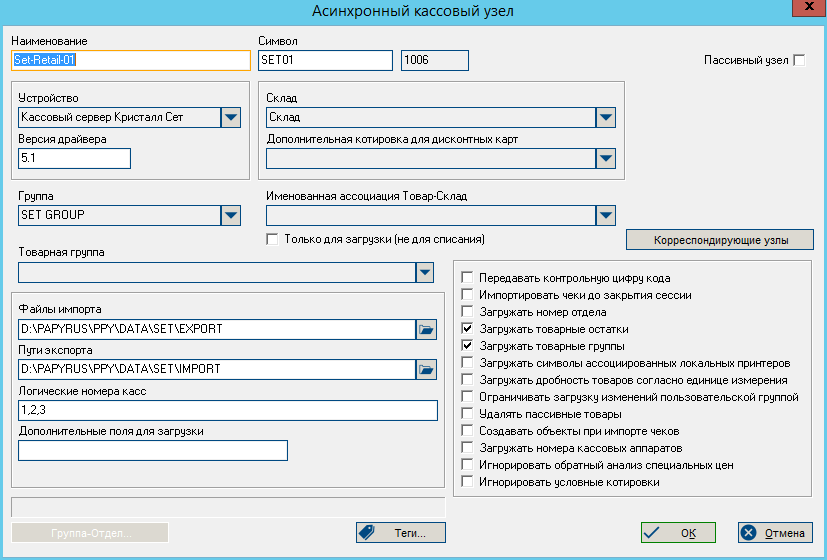 Асинхронный кассовый узел
x
Наименование
Символ
Set-Retail-01
SET01
1006
Пассивный узел
Устройство
Склад
Кассовый сервер Кристалл Сет
Склад
Версия драйвера
Дополнительная котировка для дисконтных карт
5.1
Группа
Именованная ассоциация Товар-Склад
SET GROUP
Только для загрузки (не для списания)
Корреспондирующие узлы
Товарная группа
Передавать контрольную цифру кода
Импортировать чеки до закрытия сессии
Файлы импорта
Загружать номер отдела
D:\PAPYRUS\PPY\DATA\SET\EXPORT
Загружать товарные остатки
Пути экспорта
Загружать товарные группы
D:\PAPYRUS\PPY\DATA\SET\IMPORT
Загружать символы ассоциированных локальных принтеров
Логические номера касс
Загружать дробность товаров согласно единице измерения
1,2,3
Ограничивать загрузку изменений пользовательской группой
Удалять пассивные товары
Дополнительные поля для загрузки
Создавать объекты при импорте чеков
Загружать номера кассовых аппаратов
Игнорировать обратный анализ специальных цен
Игнорировать условные котировки
Группа-Отдел...
Теги...
ОК
Отмена